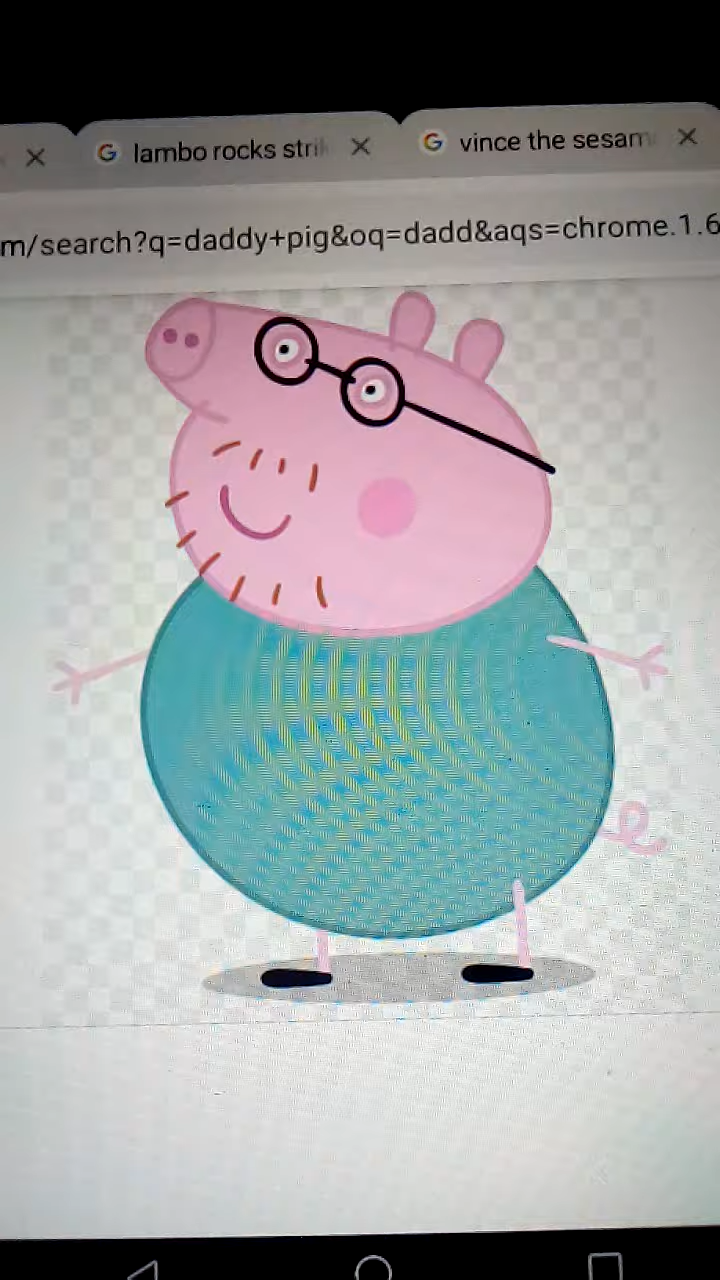 lambo rocks stri
vince the sesam
m/search?q=daddy+pig&oq=dadd&aqs=chrome.1.6